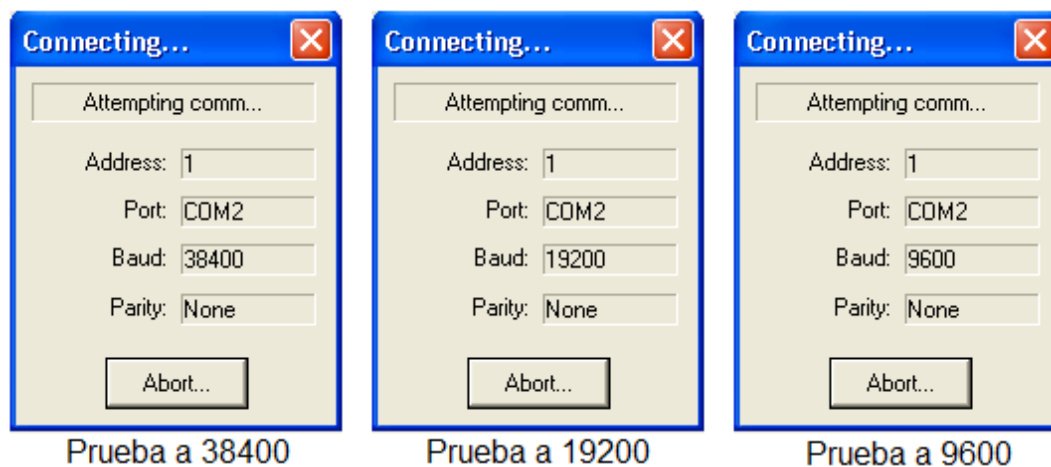 Connecting...
Attempting comm...
Address: 1
Port: COM2
Baud: 38400
Parity: None
Abort...
Prueba a 38400
Connecting...
Attempting comm...
Address: 1
Port: COM2
Baud: 19200
Parity: None
Abort...
Prueba a 19200
Connecting...
Attempting comm...
Address: 1
Port: COM2
Baud: 9600
Parity: None
Abort...
Prueba a 9600